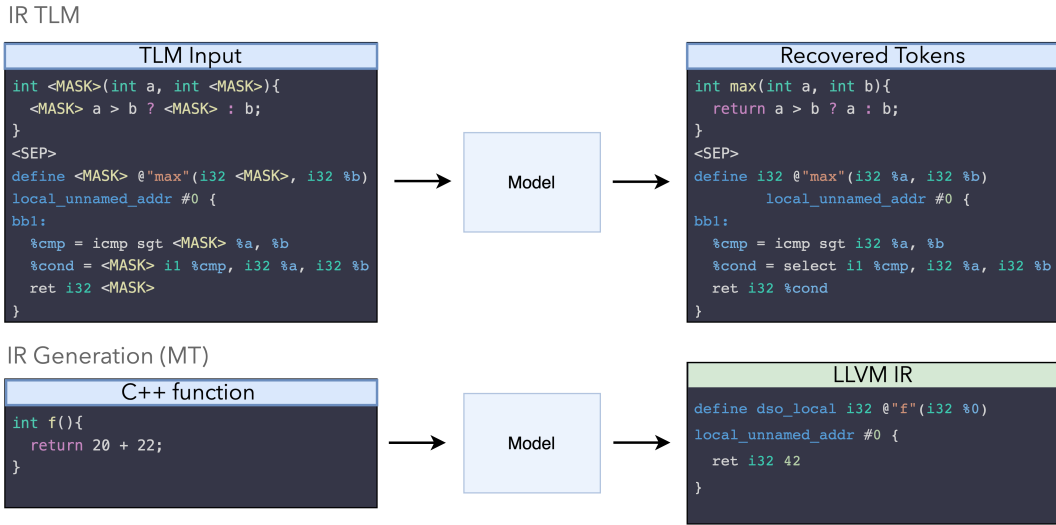 IR TLM
TLM Input
int <MASK>(int a, int <MASK>){
<MASK> a > b ? <MASK> : b;
}
<SEP>
define <MASK> @"max"(i32 <MASK>, i32 %b)
local_unnamed_addr #0 {
bb1:
%cmp = icmp sgt <MASK> %a, %b
%cond = <MASK> i1 %cmp, i32 %a, i32 %b
ret i32 <MASK>
}
Model
Recovered Tokens
int max(int a, int b){
return a > b ? a : b;
}
<SEP>
define i32 @"max"(i32 %a, i32 %b)
local_unnamed_addr #0 {
bb1:
%cmp = icmp sgt i32 %a, %b
%cond = select i1 %cmp, i32 %a, i32 %b
ret i32 %cond
}
IR Generation (MT)
C++ function
int f(){
return 20 + 22;
}
Model
LLVM IR
define dso_local i32 @"f"(i32 %0)
local_unnamed_addr #0 {
ret i32 42
}